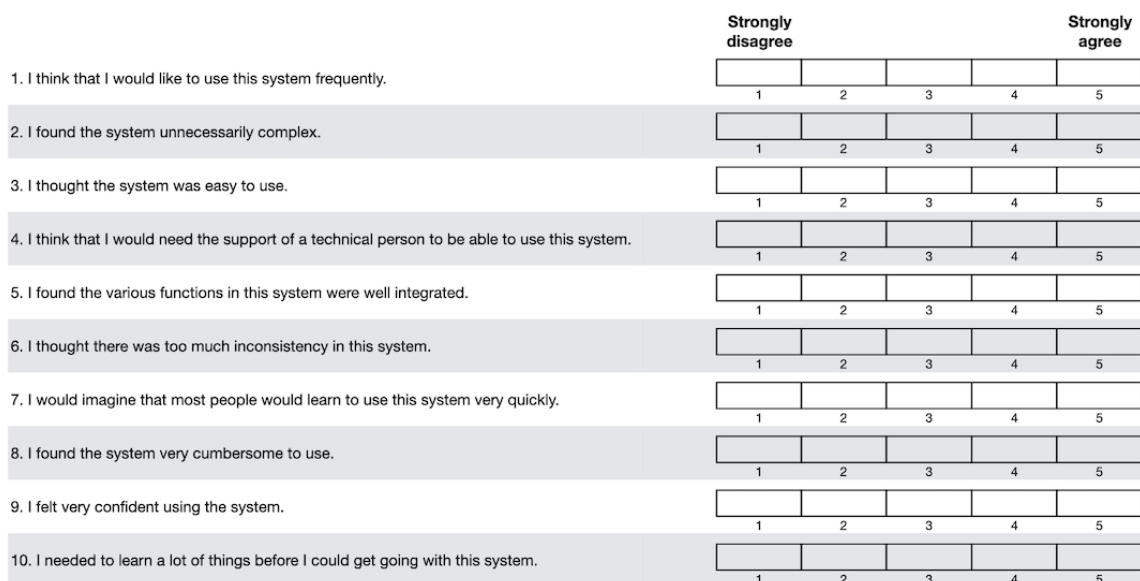 Strongly disagree
Strongly agree
1. I think that I would like to use this system frequently.
1 2 3 4 5
2. I found the system unnecessarily complex.
1 2 3 4 5
3. I thought the system was easy to use.
1 2 3 4 5
4. I think that I would need the support of a technical person to be able to use this system.
1 2 3 4 5
5. I found the various functions in this system were well integrated.
1 2 3 4 5
6. I thought there was too much inconsistency in this system.
1 2 3 4 5
7. I would imagine that most people would learn to use this system very quickly.
1 2 3 4 5
8. I found the system very cumbersome to use.
1 2 3 4 5
9. I felt very confident using the system.
1 2 3 4 5
10. I needed to learn a lot of things before I could get going with this system.
1 2 3 4 5